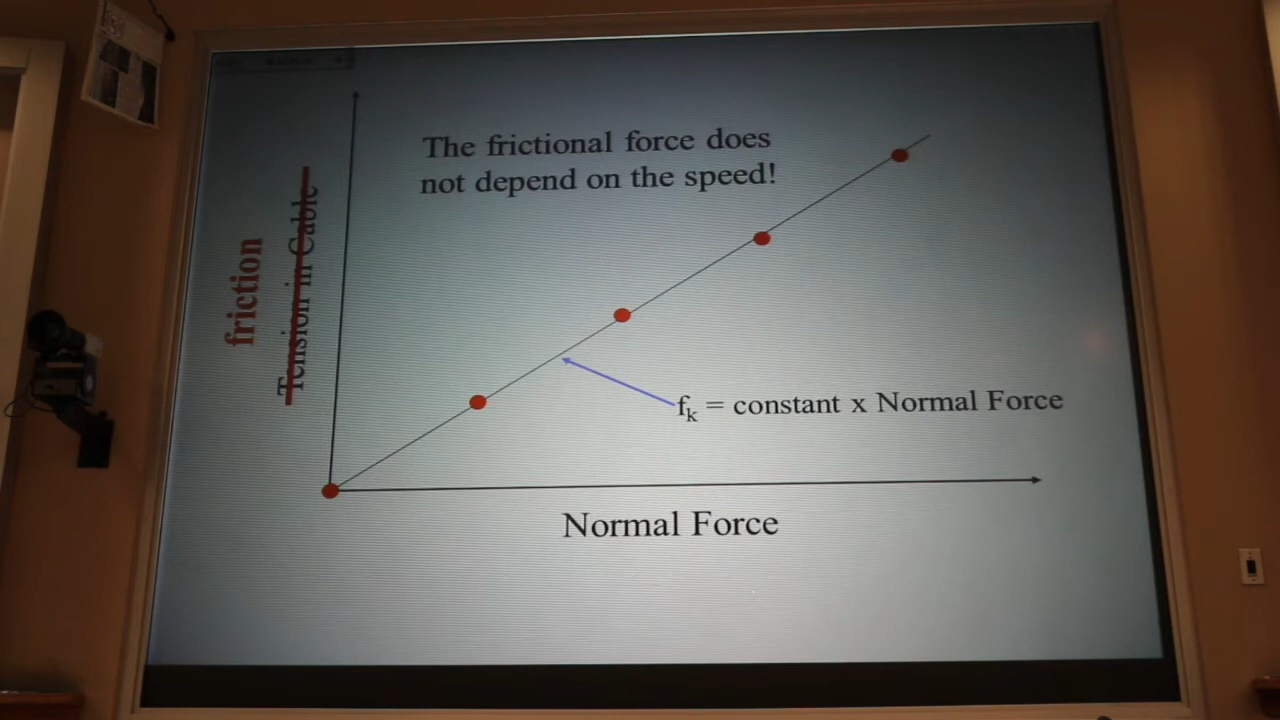 The frictional force does
not depend on the speed!
friction
Tension in Cable
fk = constant x Normal Force
Normal Force